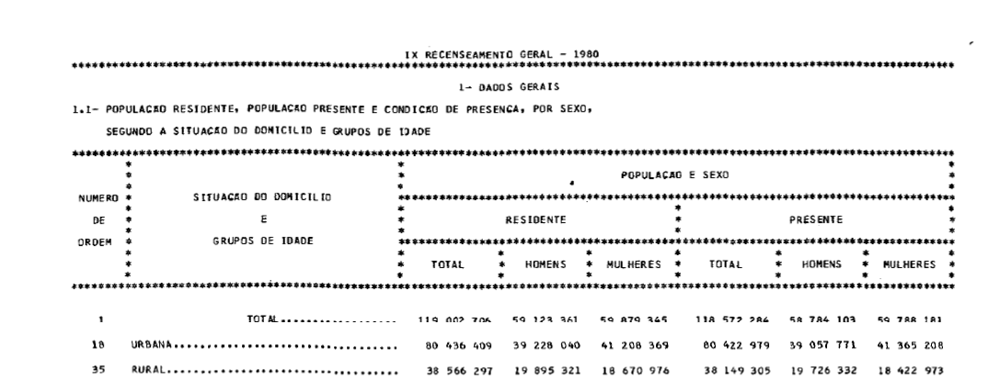 IX RECENSEAMENTO GERAL - 1980
1- DADOS GERAIS
1.1- POPULACAO RESIDENTE, POPULACAO PRESENTE E CONDICAO DE PRESENCA, POR SEXO,
SEGUNDO A SITUACAO DO DOMICILIO E GRUPOS DE IDADE
POPULACAO E SEXO
NUMERO SITUACAO DO DOMICILIO
DE E RESIDENTE PRESENTE
ORDEM GRUPOS DE IDADE
TOTAL HOMENS MULHERES TOTAL HOMENS MULHERES
1 TOTAL.................. 119 002 706 59 123 361 59 879 345 118 572 284 58 784 103 59 788 181
18 URBANA.................................. 80 436 409 39 228 040 41 208 369 80 422 979 39 057 771 41 365 208
35 RURAL................................... 38 566 297 19 895 321 18 670 976 38 149 305 19 726 332 18 422 973